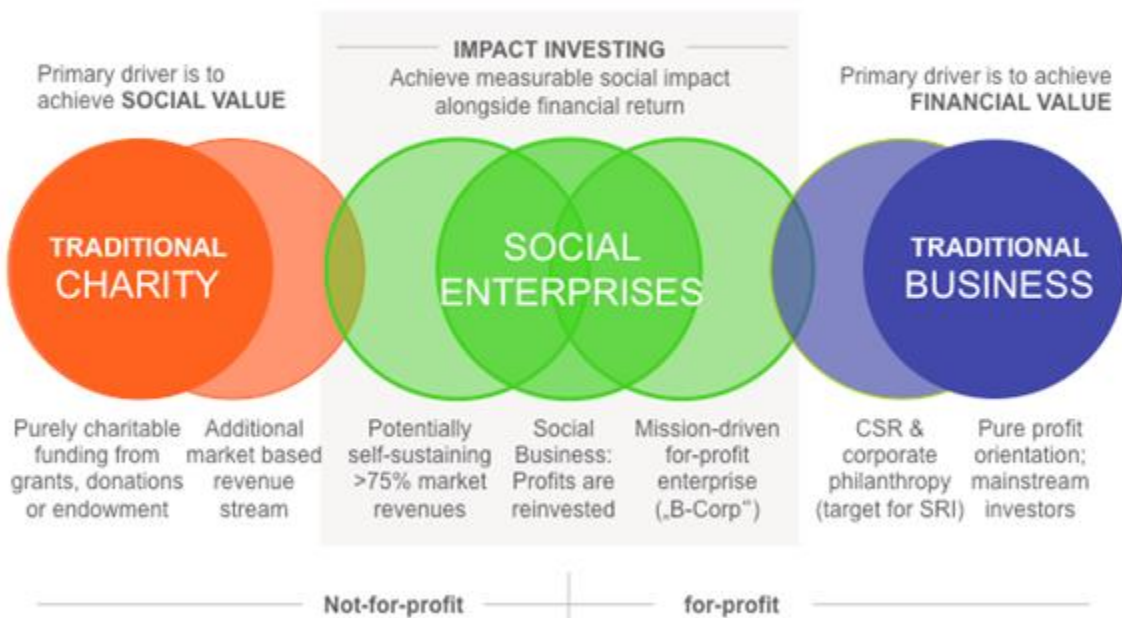 IMPACT INVESTING
Achieve measurable social impact
alongside financial return
Primary driver is to
achieve SOCIAL VALUE
Primary driver is to achieve
FINANCIAL VALUE
TRADITIONAL
CHARITY
SOCIAL
ENTERPRISES
TRADITIONAL
BUSINESS
Purely charitable
funding from
grants, donations
or endowment
Additional
market based
revenue
stream
Potentially
self-sustaining
>75% market
revenues
Social
Business:
Profits are
reinvested
Mission-driven
for-profit
enterprise
(„B-Corp“)
CSR &
corporate
philanthropy
(target for SRI)
Pure profit
orientation;
mainstream
investors
Not-for-profit
for-profit